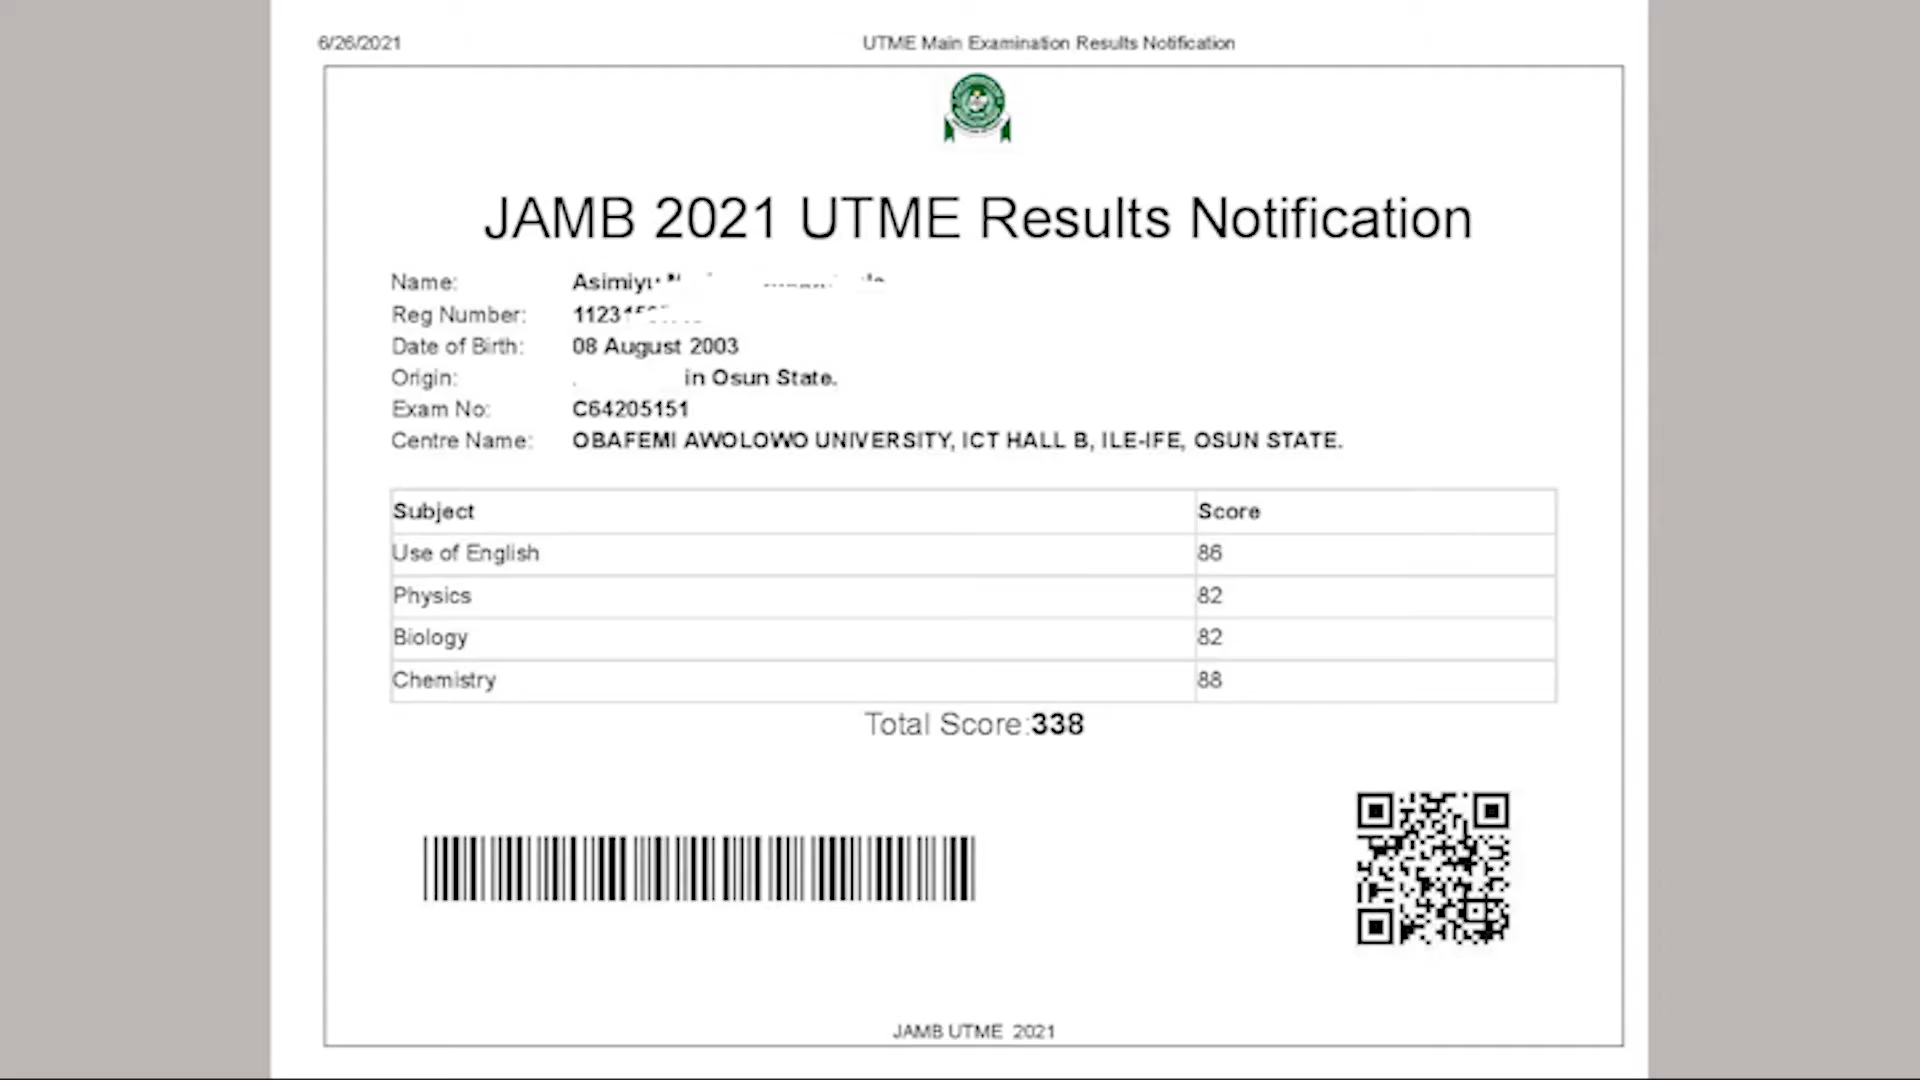 6/26/2021 UTME Main Examination Results Notification
JAMB 2021 UTME Results Notification
Name:
Reg Number:
Date of Birth: 08 August 2003
Origin: in Osun State.
Exam No: C64205151
Centre Name: OBAFEMI AWOLOWO UNIVERSITY, ICT HALL B, ILE-IFE, OSUN STATE.
Subject Score
Use of English 86
Physics 82
Biology 82
Chemistry 88
Total Score:338
JAMB UTME 2021